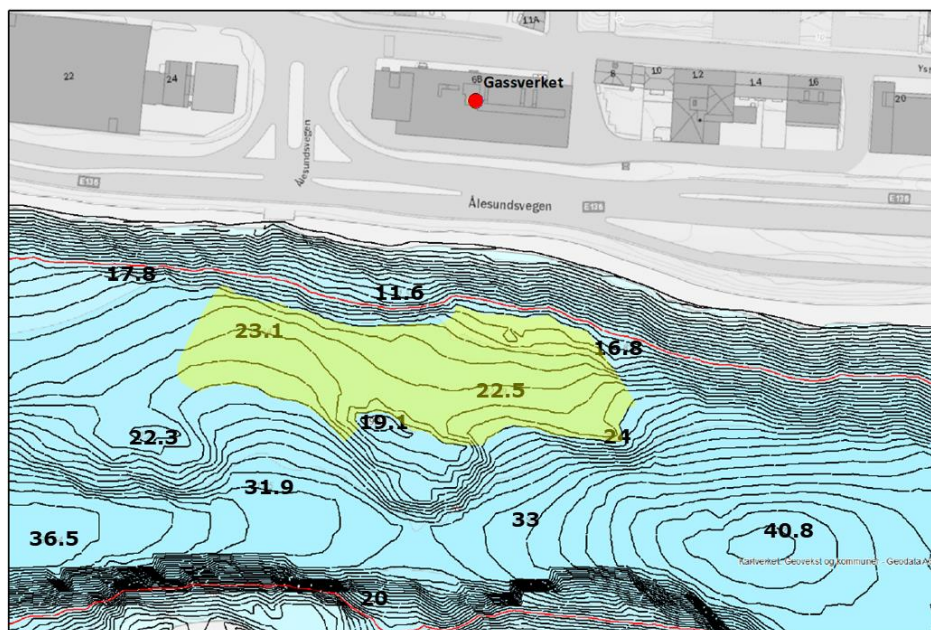 11A
22
24
6B
Gassverket
8
10
12
14
16
20
Yss
Ålesundsvegen
E136
Ålesundsvegen
E136
E136
17.8
11.6
23.1
16.8
22.5
19.1
22.3
24
31.9
33
36.5
40.8
Kartverket, Geovekst og kommuner - Geodata A
20